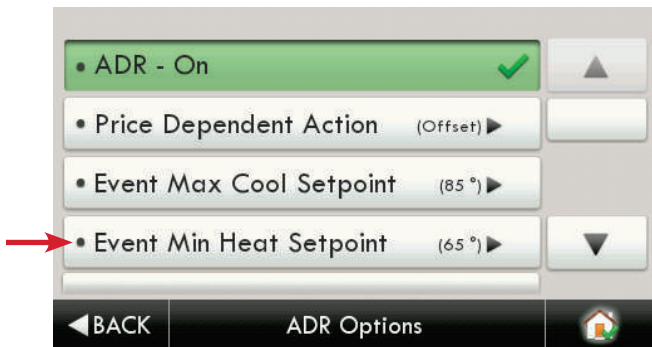 • ADR - On
• Price Dependent Action (Offset)
• Event Max Cool Setpoint (85 °)
• Event Min Heat Setpoint (65 °)
BACK ADR Options